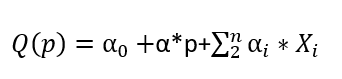 Q(p) = α₀ +α*p+∑₂ⁿ αᵢ * Xᵢ